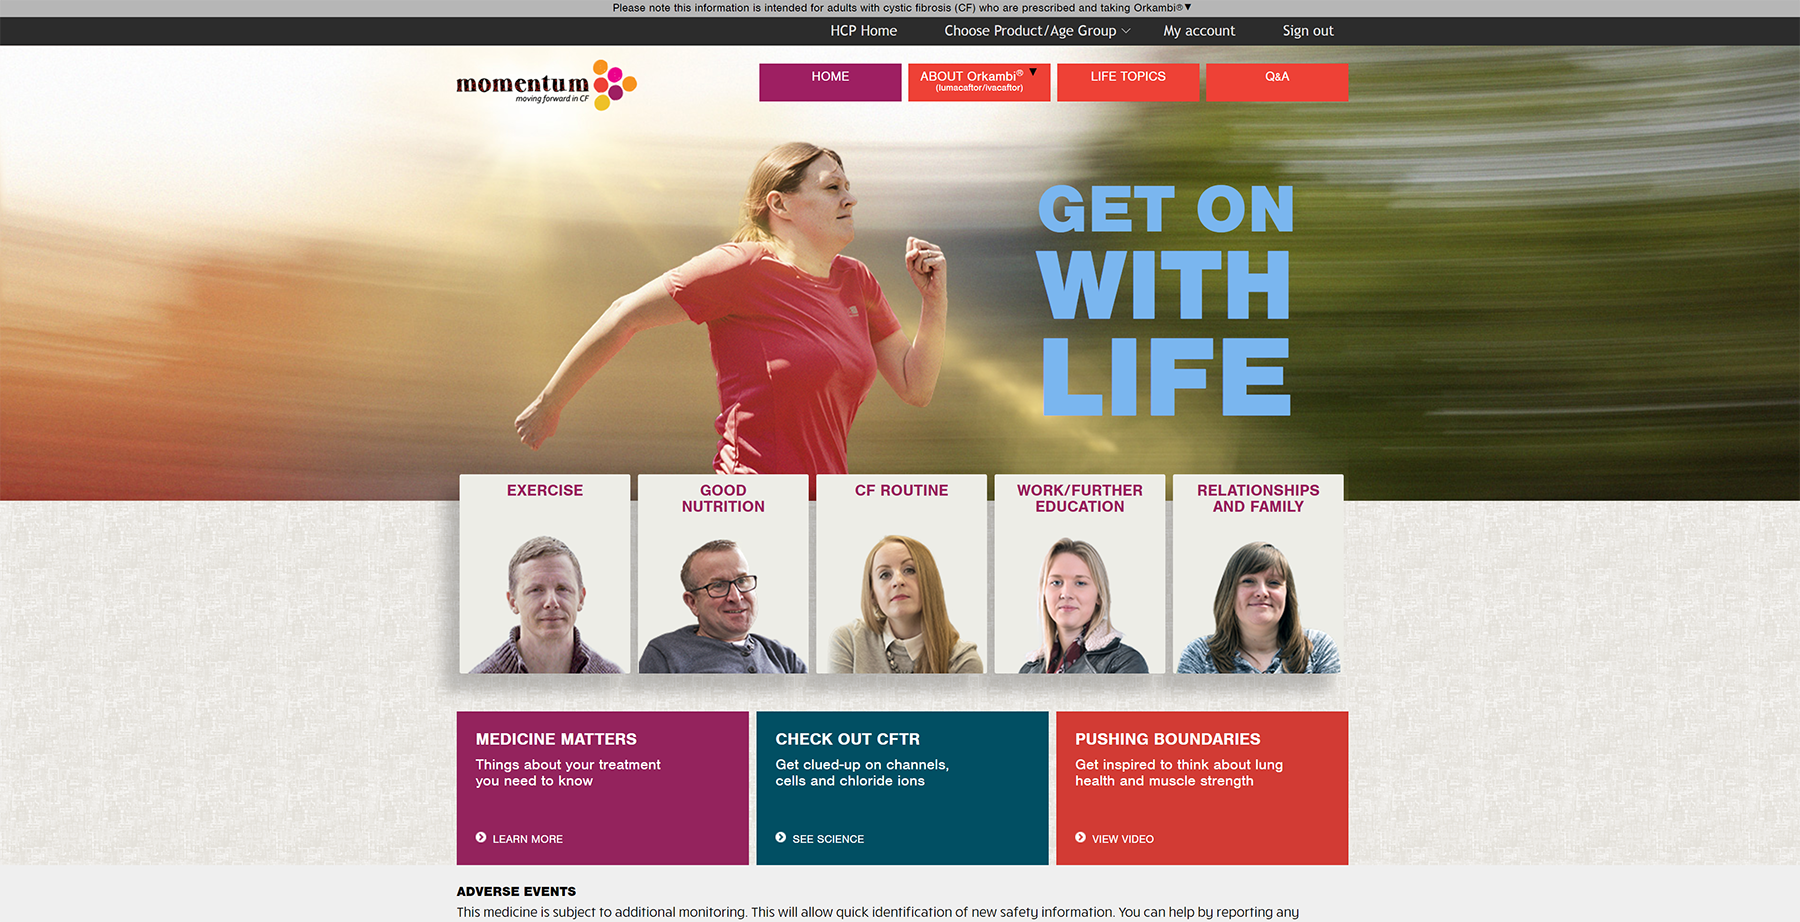 Please note this information is intended for adults with cystic fibrosis (CF) who are prescribed and taking Orkambi®▼
HCP Home Choose Product/Age Group My account Sign out
momentum
moving forward in CF
HOME
ABOUT Orkambi® ▼
(lumacaftor/ivacaftor)
LIFE TOPICS
Q&A
GET ON
WITH
LIFE
EXERCISE
GOOD
NUTRITION
CF ROUTINE
WORK/FURTHER
EDUCATION
RELATIONSHIPS
AND FAMILY
MEDICINE MATTERS
Things about your treatment
you need to know
LEARN MORE
CHECK OUT CFTR
Get clued-up on channels,
cells and chloride ions
SEE SCIENCE
PUSHING BOUNDARIES
Get inspired to think about lung
health and muscle strength
VIEW VIDEO
ADVERSE EVENTS
This medicine is subject to additional monitoring. This will allow quick identification of new safety information. You can help by reporting any